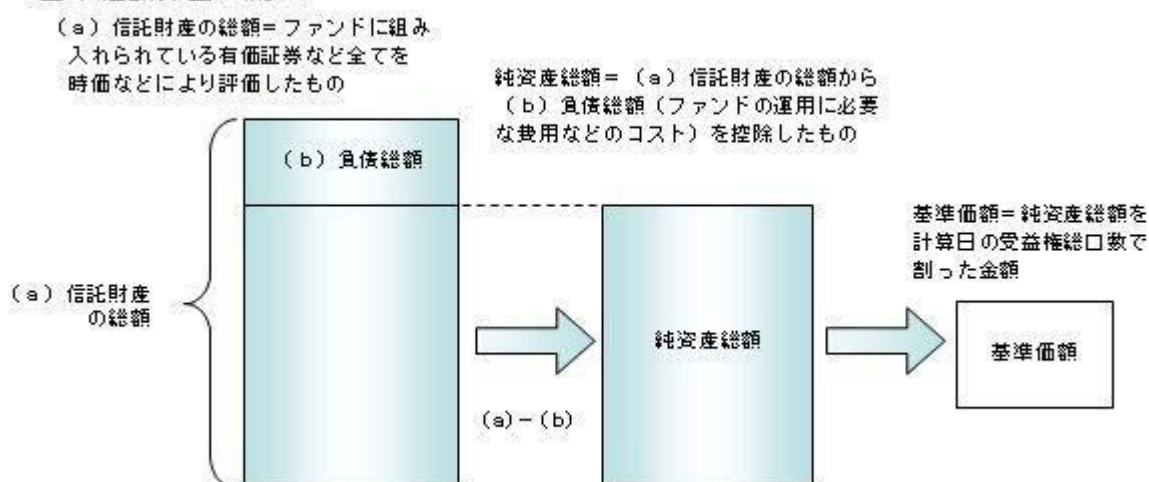 (a)信託財産の総額=ファンドに組み
入れられている有価証券など全てを
時価などにより評価したもの
純資産総額=(a)信託財産の総額から
(b)負債総額(ファンドの運用に必要
な費用などのコスト)を控除したもの
(b)負債総額
基準価額=純資産総額を
計算日の受益権総口数で
割った金額
(a)信託財産
の総額
純資産総額
基準価額
(a)-(b)